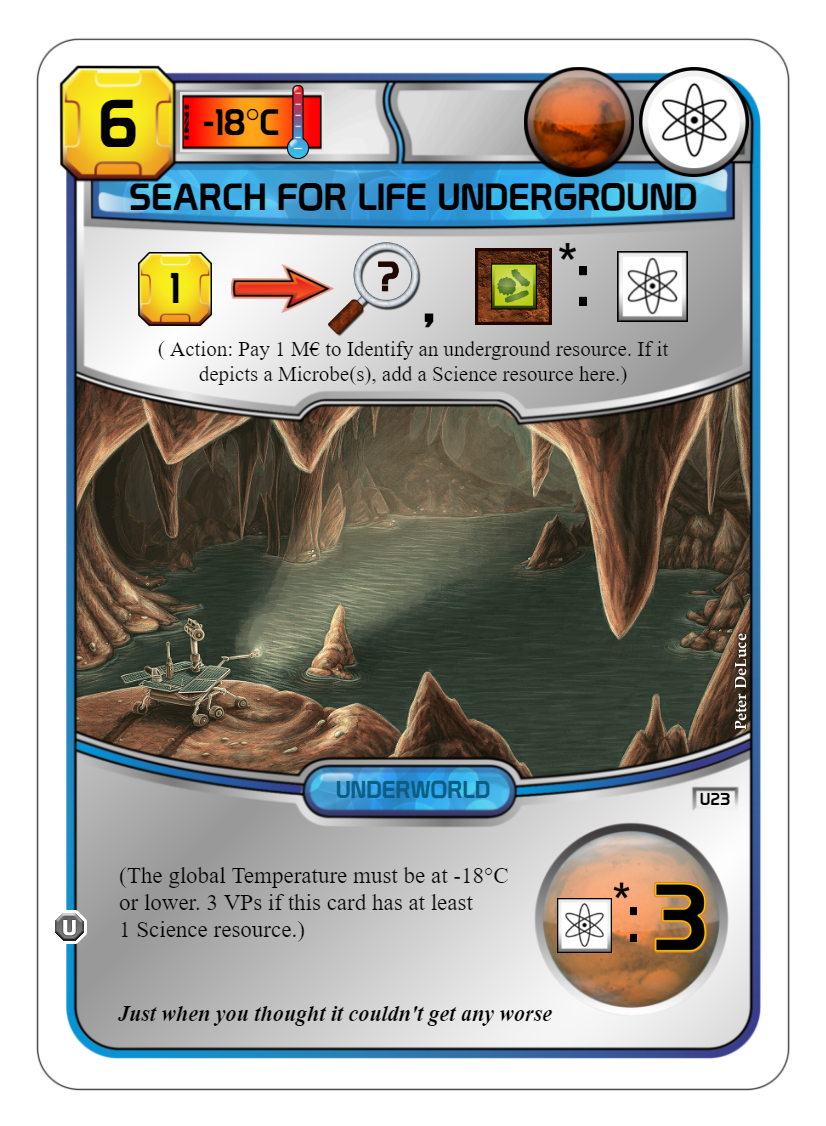 6
-18°C
SEARCH FOR LIFE UNDERGROUND
1 ? , * :
( Action: Pay 1 M€ to Identify an underground resource. If it
depicts a Microbe(s), add a Science resource here.)
Peter DeLuce
UNDERWORLD
U23
(The global Temperature must be at -18°C
or lower. 3 VPs if this card has at least
1 Science resource.)
* : 3
U
Just when you thought it couldn't get any worse